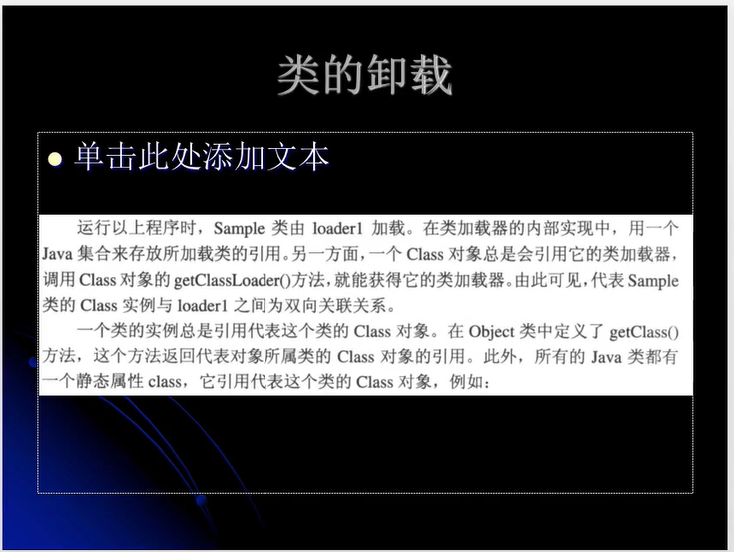 类的卸载
单击此处添加文本
运行以上程序时，Sample 类由 loader1 加载。在类加载器的内部实现中，用一个
Java 集合来存放所加载类的引用。另一方面，一个 Class 对象总是会引用它的类加载器，
调用 Class 对象的 getClassLoader()方法，就能获得它的类加载器。由此可见，代表 Sample
类的 Class 实例与 loader1 之间为双向关联关系。
一个类的实例总是引用代表这个类的 Class 对象。在 Object 类中定义了 getClass()
方法，这个方法返回代表对象所属类的 Class 对象的引用。此外，所有的 Java 类都有
一个静态属性 class，它引用代表这个类的 Class 对象，例如：